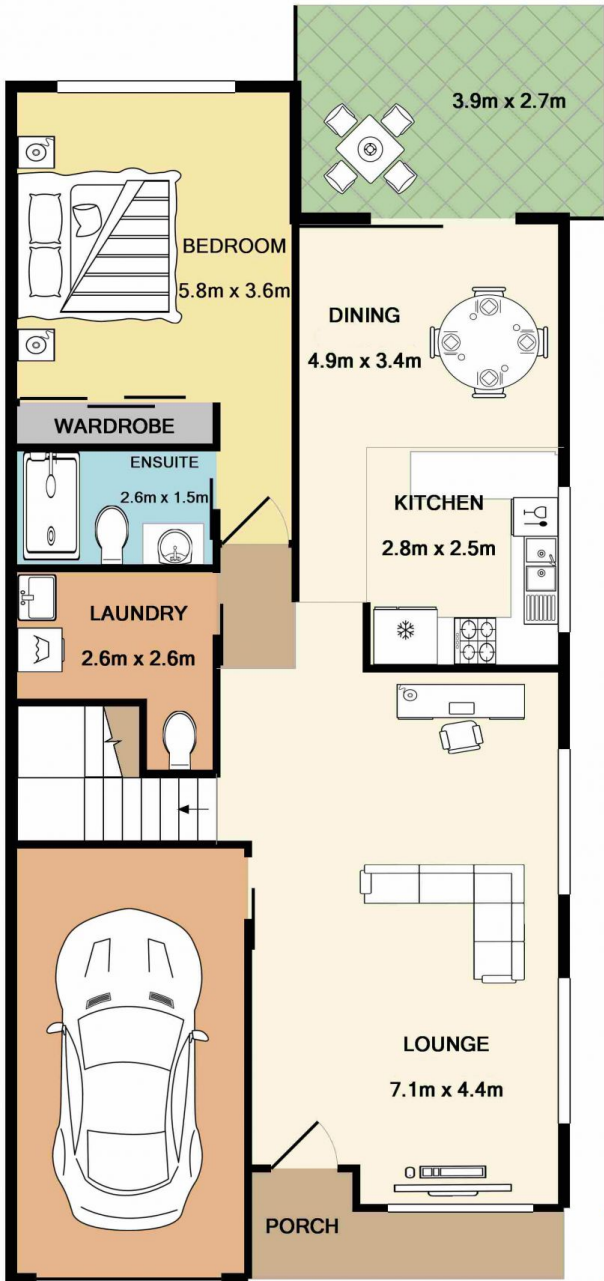 3.9m x 2.7m
BEDROOM
5.8m x 3.6m
DINING
4.9m x 3.4m
WARDROBE
ENSUITE
2.6m x 1.5m
KITCHEN
2.8m x 2.5m
LAUNDRY
2.6m x 2.6m
LOUNGE
7.1m x 4.4m
PORCH